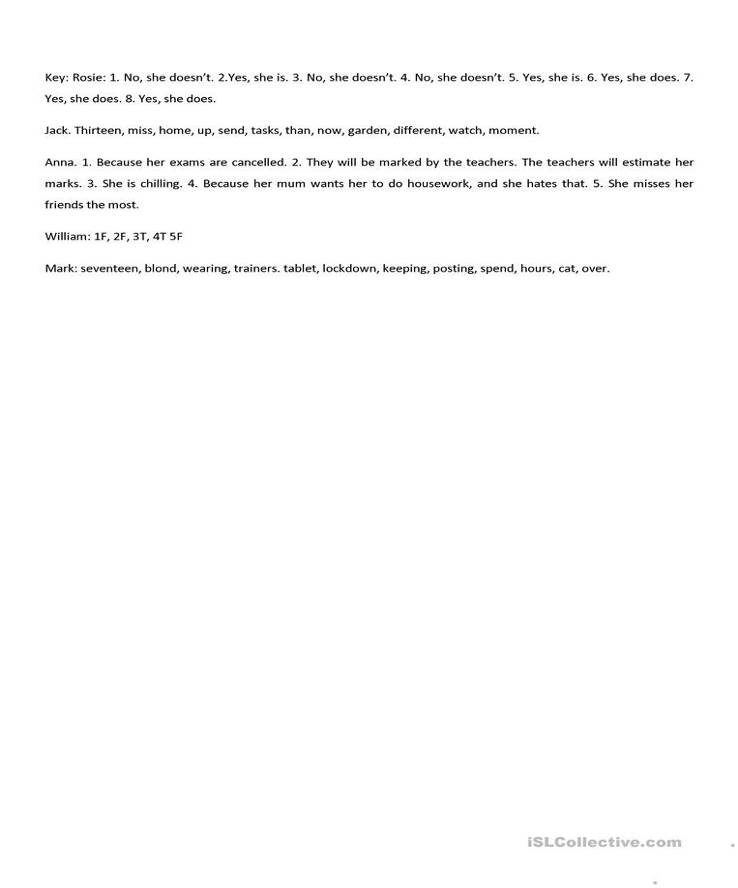 Key: Rosie: 1. No, she doesn't. 2.Yes, she is. 3. No, she doesn't. 4. No, she doesn't. 5. Yes, she is. 6. Yes, she does. 7.
Yes, she does. 8. Yes, she does.
Jack. Thirteen, miss, home, up, send, tasks, than, now, garden, different, watch, moment.
Anna. 1. Because her exams are cancelled. 2. They will be marked by the teachers. The teachers will estimate her
marks. 3. She is chilling. 4. Because her mum wants her to do housework, and she hates that. 5. She misses her
friends the most.
William: 1F, 2F, 3T, 4T 5F
Mark: seventeen, blond, wearing, trainers. tablet, lockdown, keeping, posting, spend, hours, cat, over.
iSLCollective.com